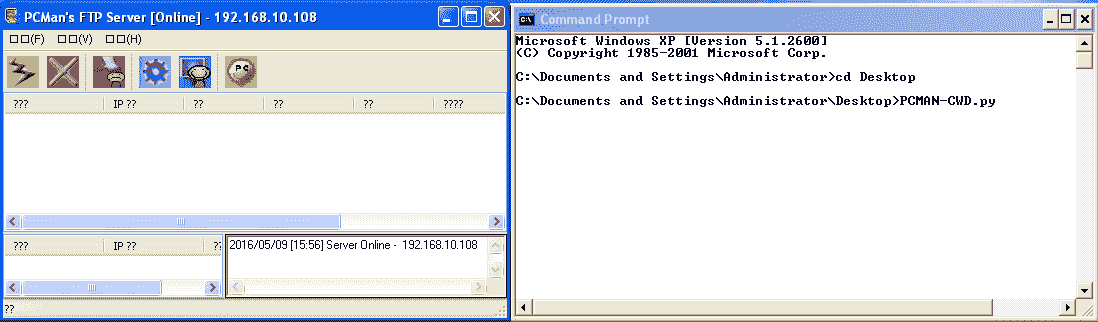 PCMan's FTP Server [Online] - 192.168.10.108
□□(F) □□(V) □□(H)
PC
??? IP ?? ?? ?? ?? ????
??? IP ?? ??
2016/05/09 [15:56] Server Online - 192.168.10.108
??
Command Prompt
Microsoft Windows XP [Version 5.1.2600]
(C) Copyright 1985-2001 Microsoft Corp.
C:\Documents and Settings\Administrator>cd Desktop
C:\Documents and Settings\Administrator\Desktop>PCMAN-CWD.py